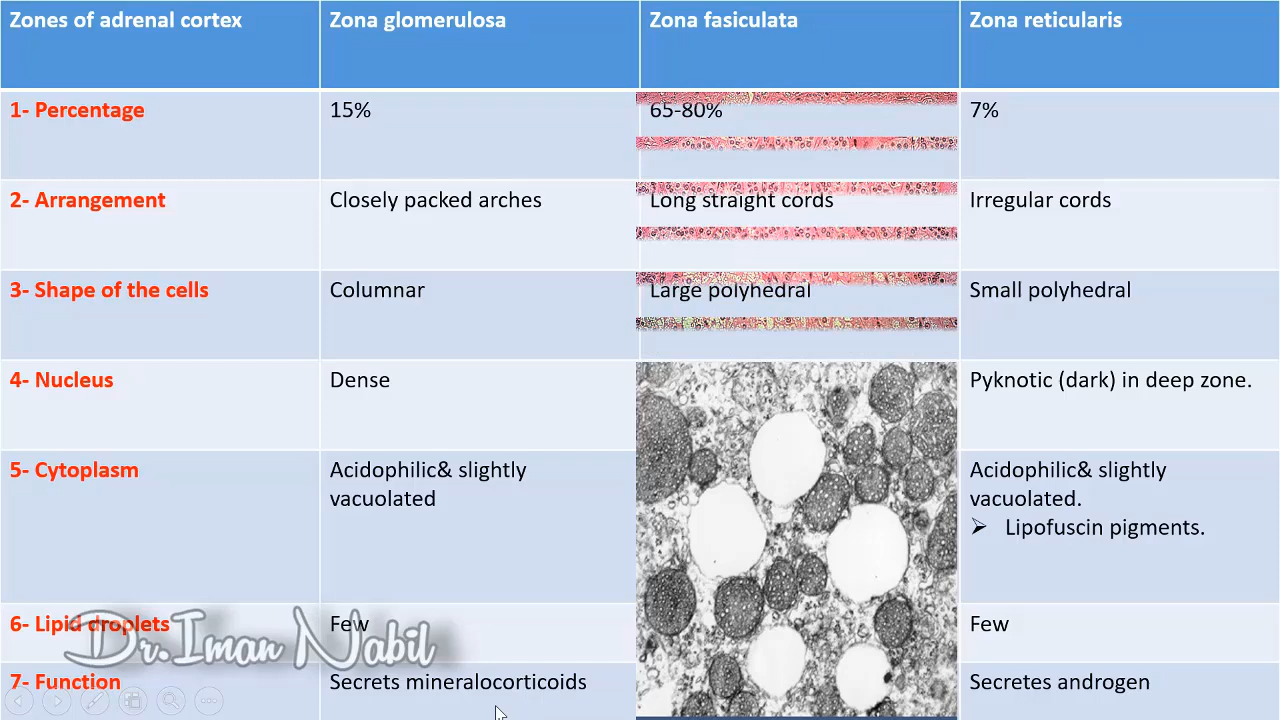 Zones of adrenal cortex Zona glomerulosa Zona fasiculata Zona reticularis
1- Percentage 15% 65-80% 7%
2- Arrangement Closely packed arches Long straight cords Irregular cords
3- Shape of the cells Columnar Large polyhedral Small polyhedral
4- Nucleus Dense Pyknotic (dark) in deep zone.
5- Cytoplasm Acidophilic& slightly Acidophilic& slightly
vacuolated vacuolated.
➢ Lipofuscin pigments.
6- Lipid droplets Few Few
Dr.Iman Nabil
7- Function Secrets mineralocorticoids Secretes androgen